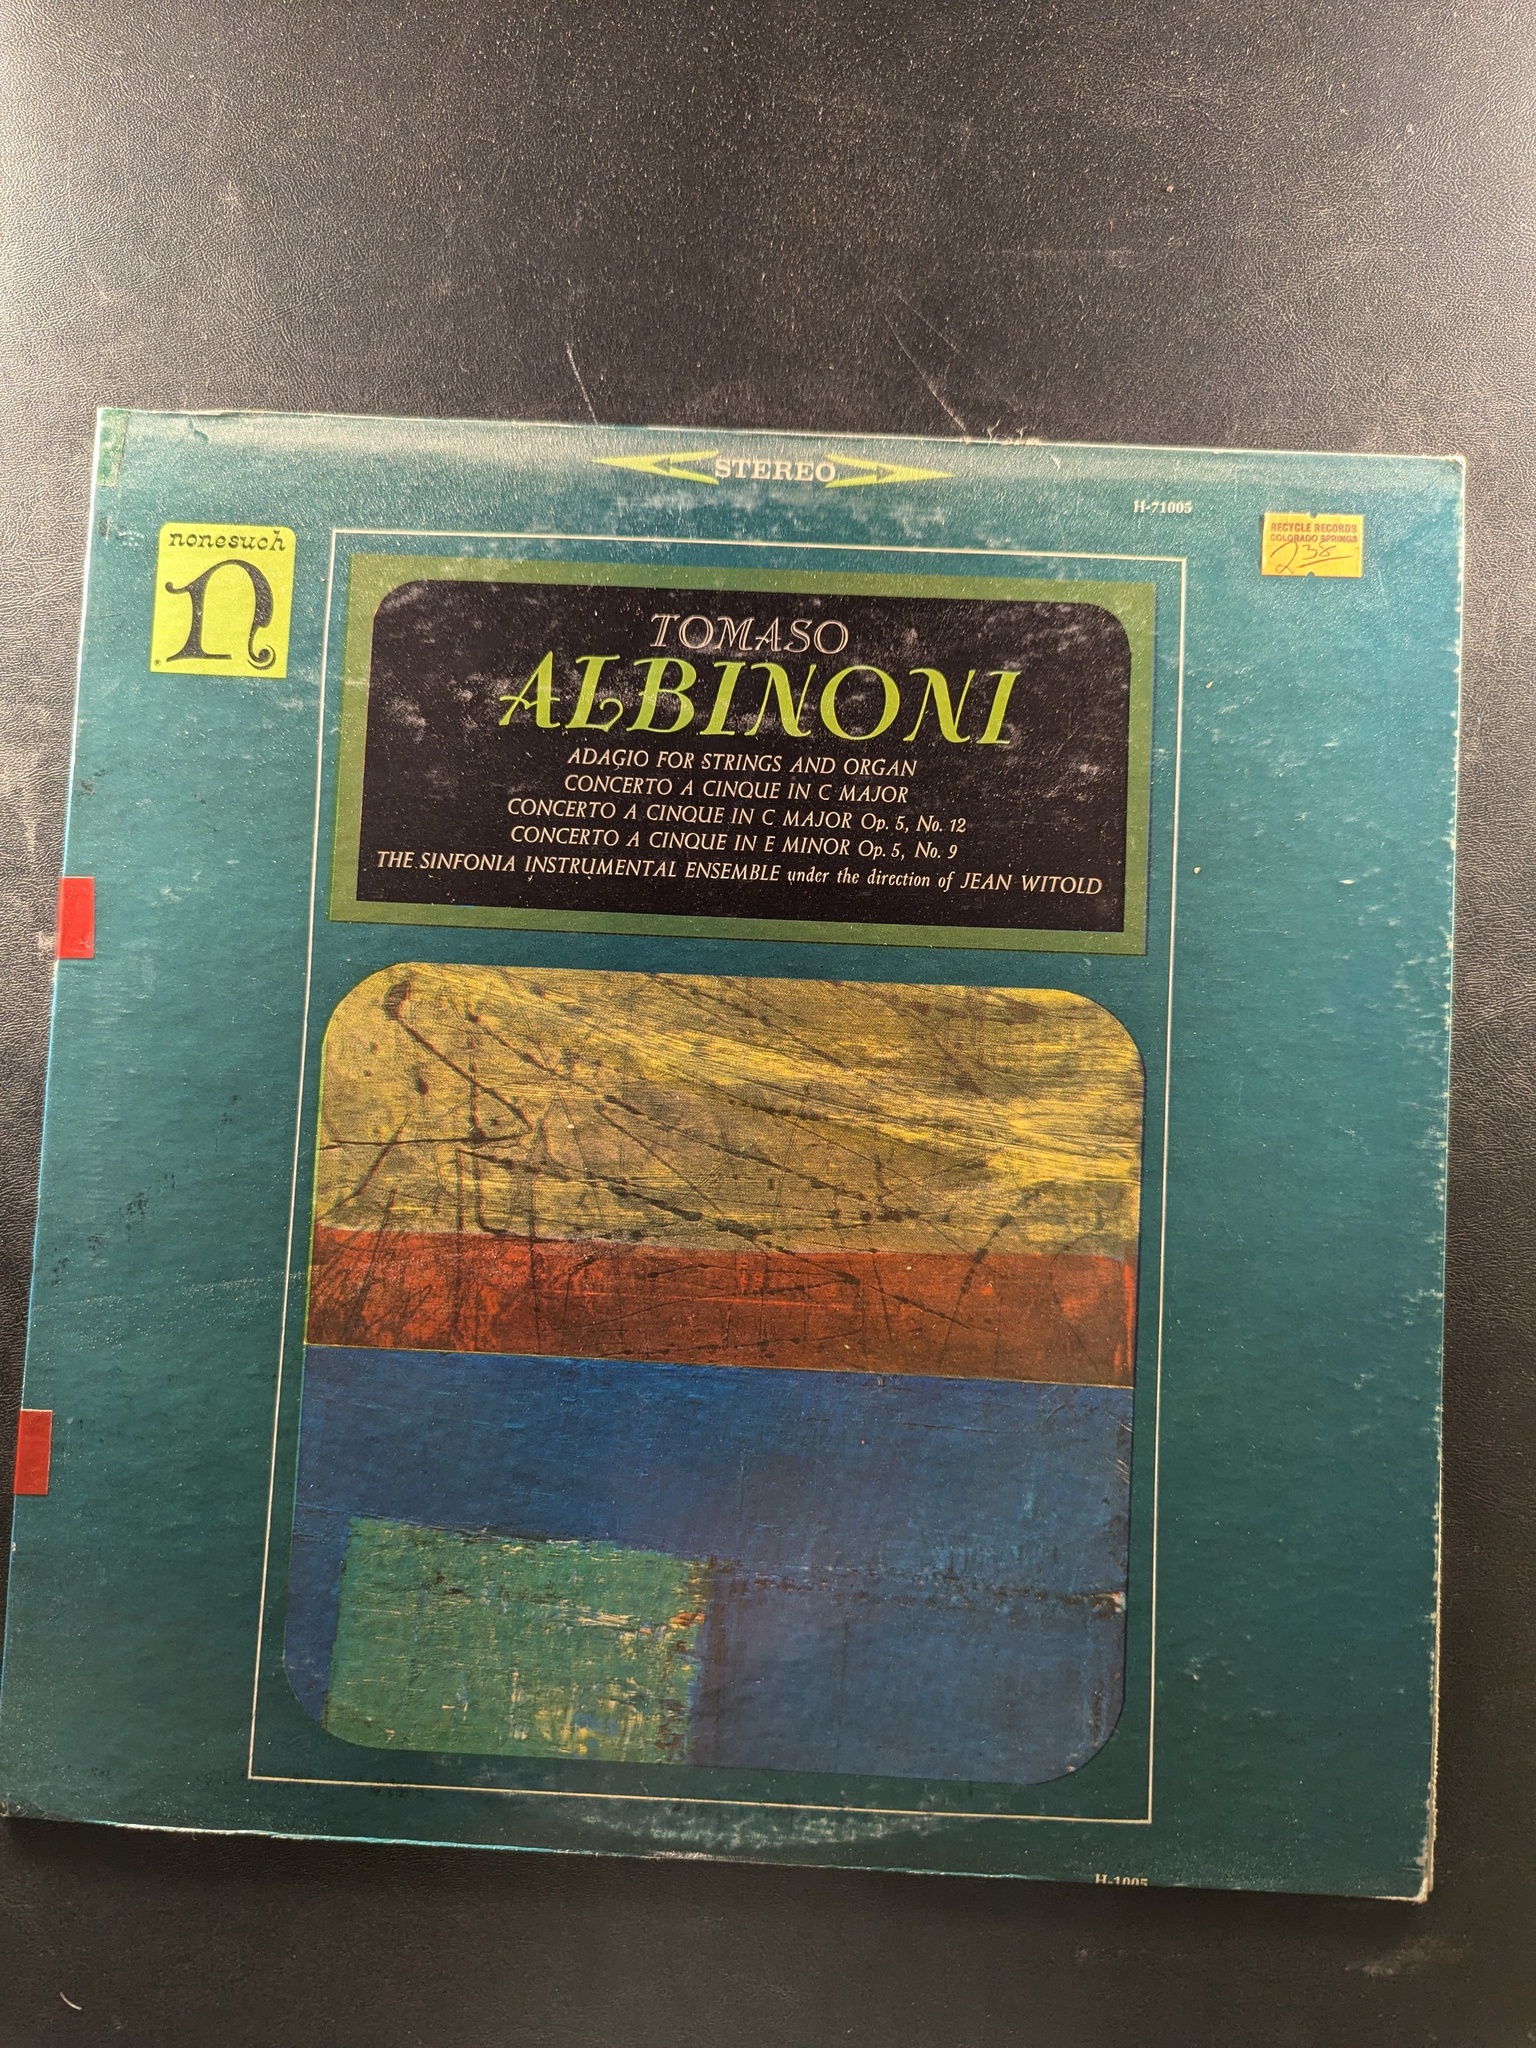 STEREO
H-71005
nonesuch
n
RECYCLE RECORDS
COLORADO SPRINGS
TOMASO
ALBINONI
ADAGIO FOR STRINGS AND ORGAN
CONCERTO A CINQUE IN C MAJOR
CONCERTO A CINQUE IN C MAJOR Op. 5, No. 12
CONCERTO A CINQUE IN E MINOR Op. 5, No. 9
THE SINFONIA INSTRUMENTAL ENSEMBLE under the direction of JEAN WITOLD
H-1005